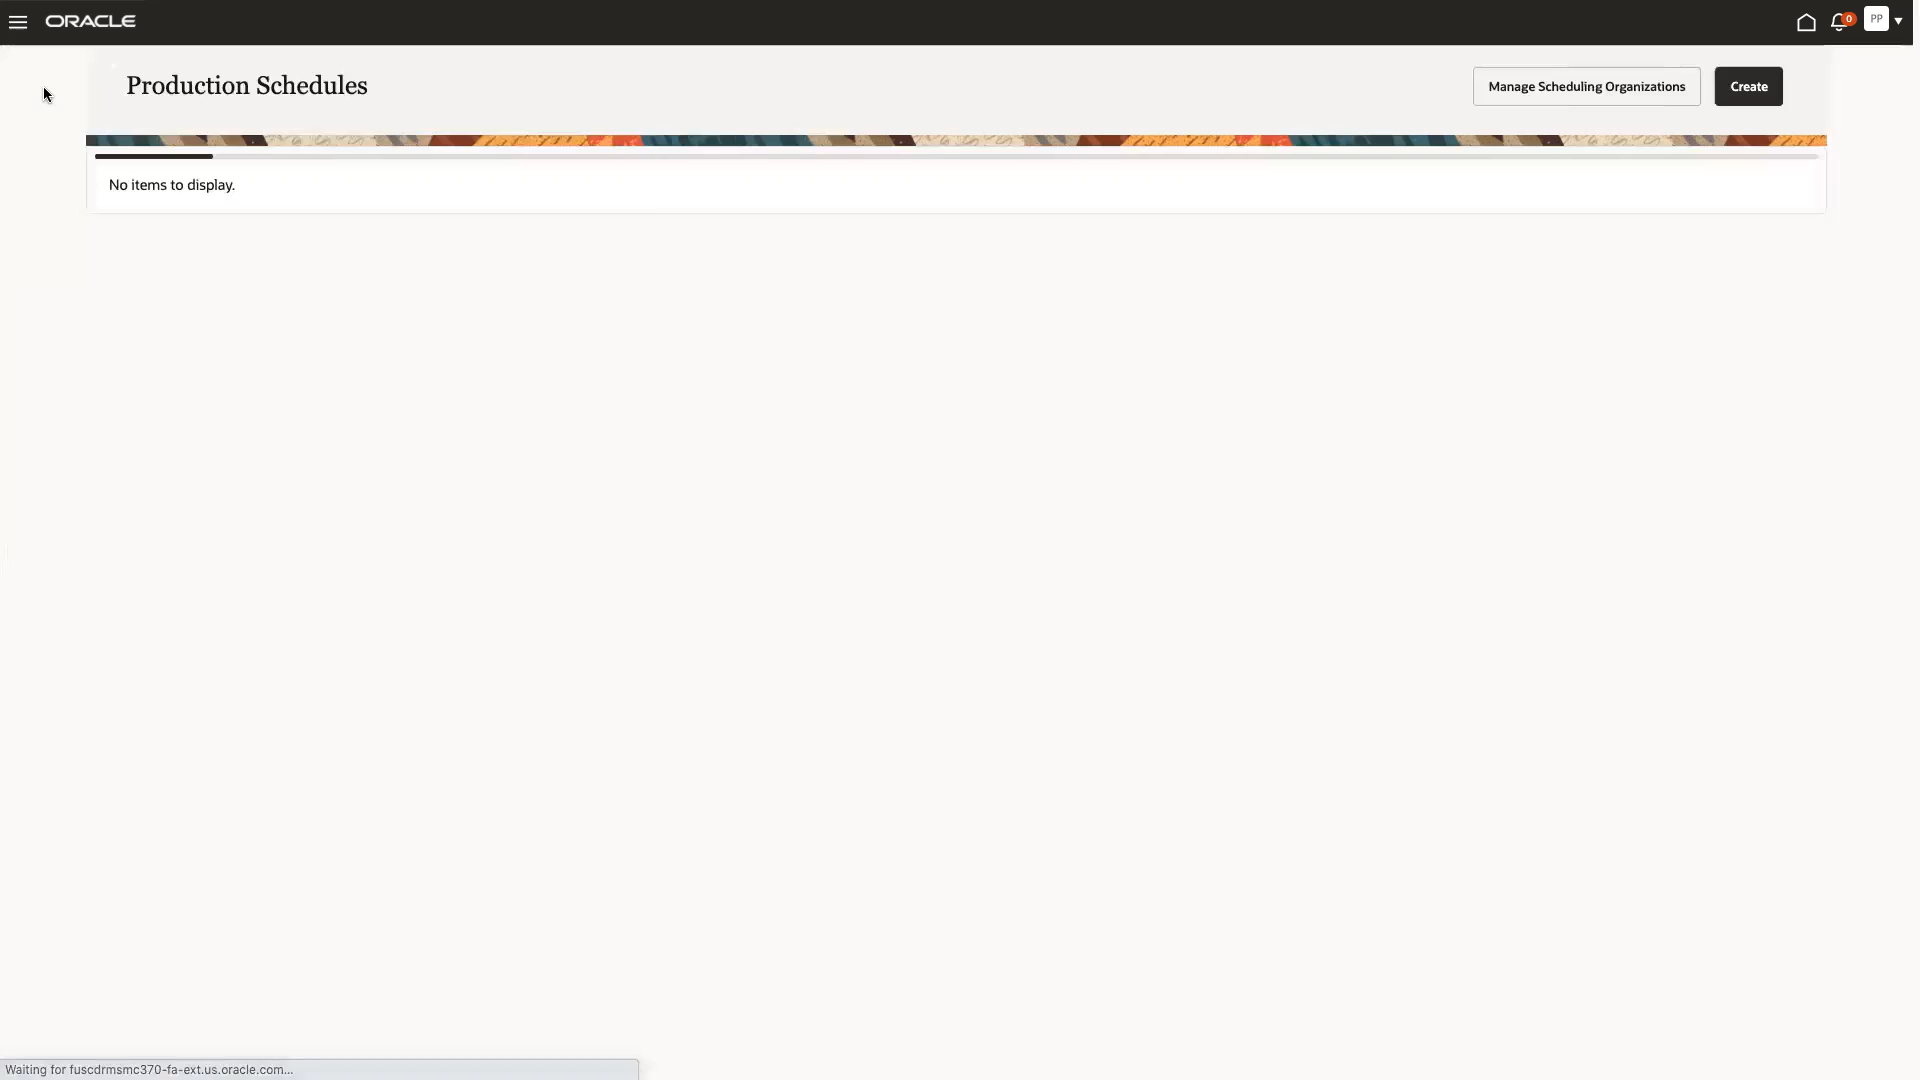 ORACLE
0
PP
Production Schedules
Manage Scheduling Organizations
Create
No items to display.
Waiting for fuscdrmsmc370-fa-ext.us.oracle.com...